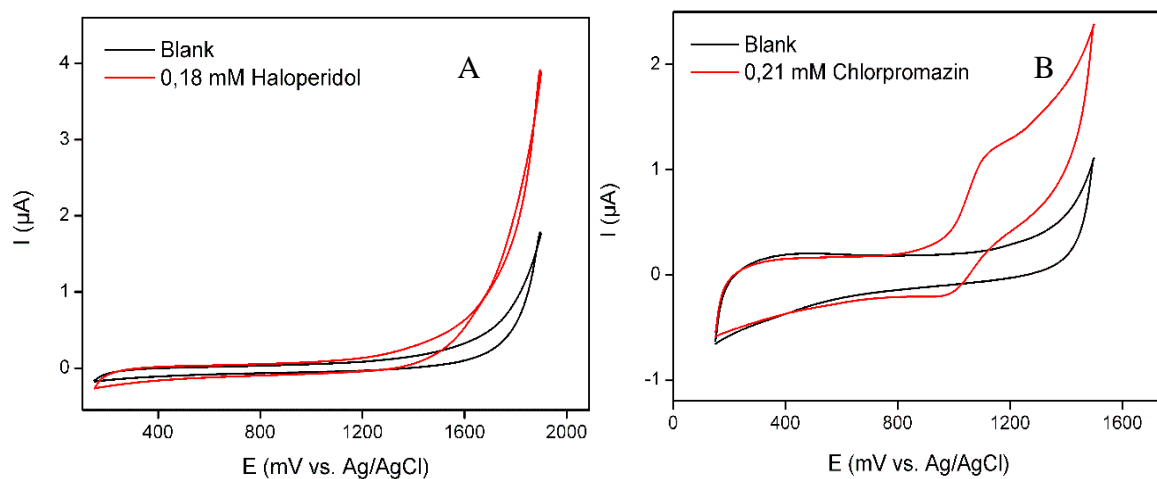 Blank
0,18 mM Haloperidol
A
4
3
2
1
0
I (µA)
400
800
1200
1600
2000
E (mV vs. Ag/AgCl)
Blank
0,21 mM Chlorpromazin
B
2
1
0
-1
I (µA)
0
400
800
1200
1600
E (mV vs. Ag/AgCl)